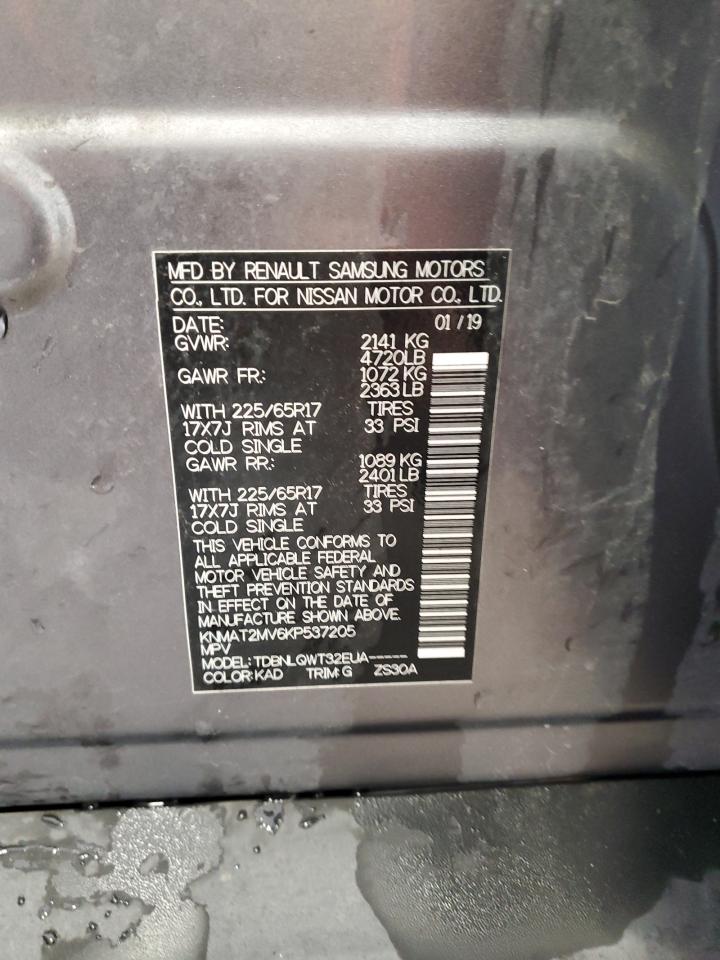 MFD BY RENAULT SAMSUNG MOTORS
CO., LTD. FOR NISSAN MOTOR CO., LTD.
DATE: 01 / 19
GVWR: 2141 KG
4720LB
GAWR FR.: 1072 KG
2363 LB
WITH 225/65R17 TIRES
17X7J RIMS AT 33 PSI
COLD SINGLE
GAWR RR.: 1089 KG
2401 LB
WITH 225/65R17 TIRES
17X7J RIMS AT 33 PSI
COLD SINGLE
THIS VEHICLE CONFORMS TO
ALL APPLICABLE FEDERAL
MOTOR VEHICLE SAFETY AND
THEFT PREVENTION STANDARDS
IN EFFECT ON THE DATE OF
MANUFACTURE SHOWN ABOVE.
KNMAT2MV6KP537205
MPV
MODEL: TDBNLQWT32EUA-----
COLOR: KAD TRIM: G ZS30A